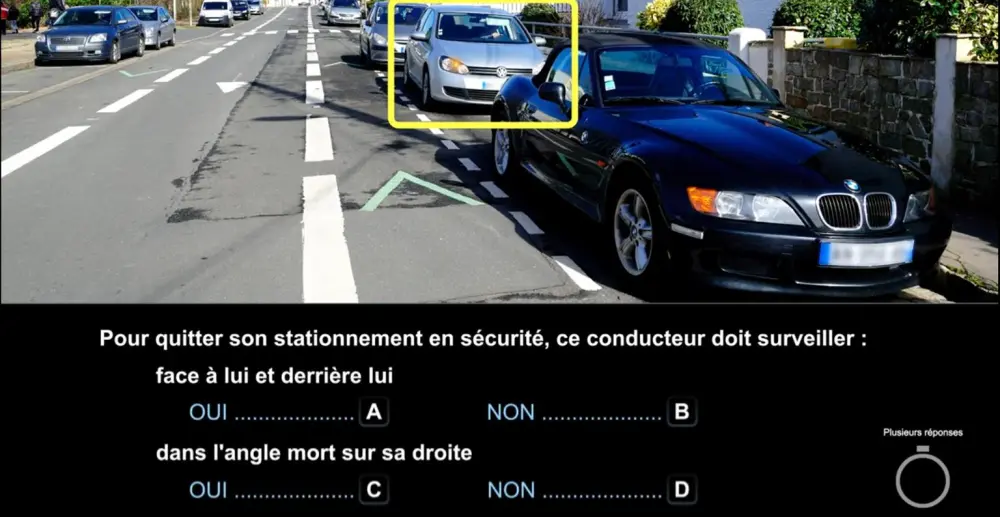 Pour quitter son stationnement en sécurité, ce conducteur doit surveiller :
face à lui et derrière lui
OUI .................... A NON .................... B
Plusieurs réponses
dans l'angle mort sur sa droite
OUI .................... C NON .................... D